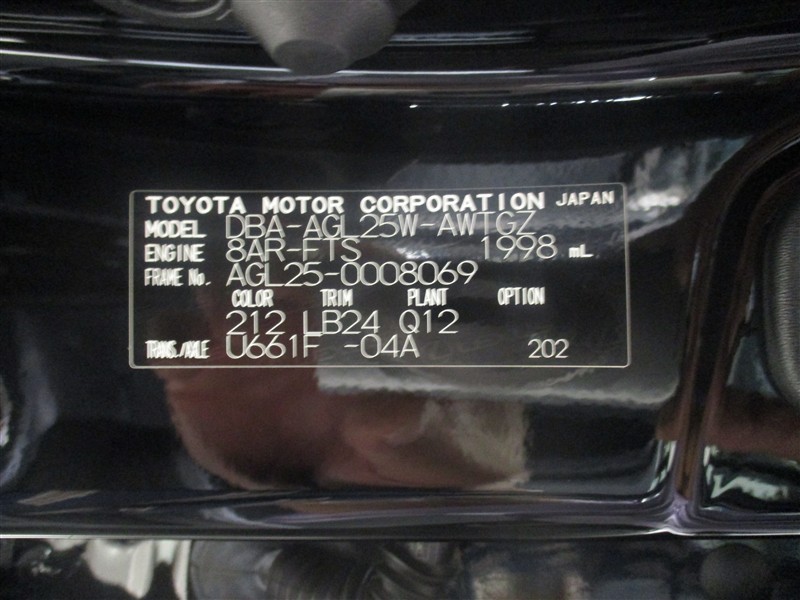 TOYOTA MOTOR CORPORATION JAPAN
MODEL DBA-AGL25W-AWTGZ
ENGINE 8AR-FTS 1998 mL
FRAME No. AGL25-0008069
COLOR TRIM PLANT OPTION
212 LB24 Q12
TRANS./AXLE U661F -04A 202